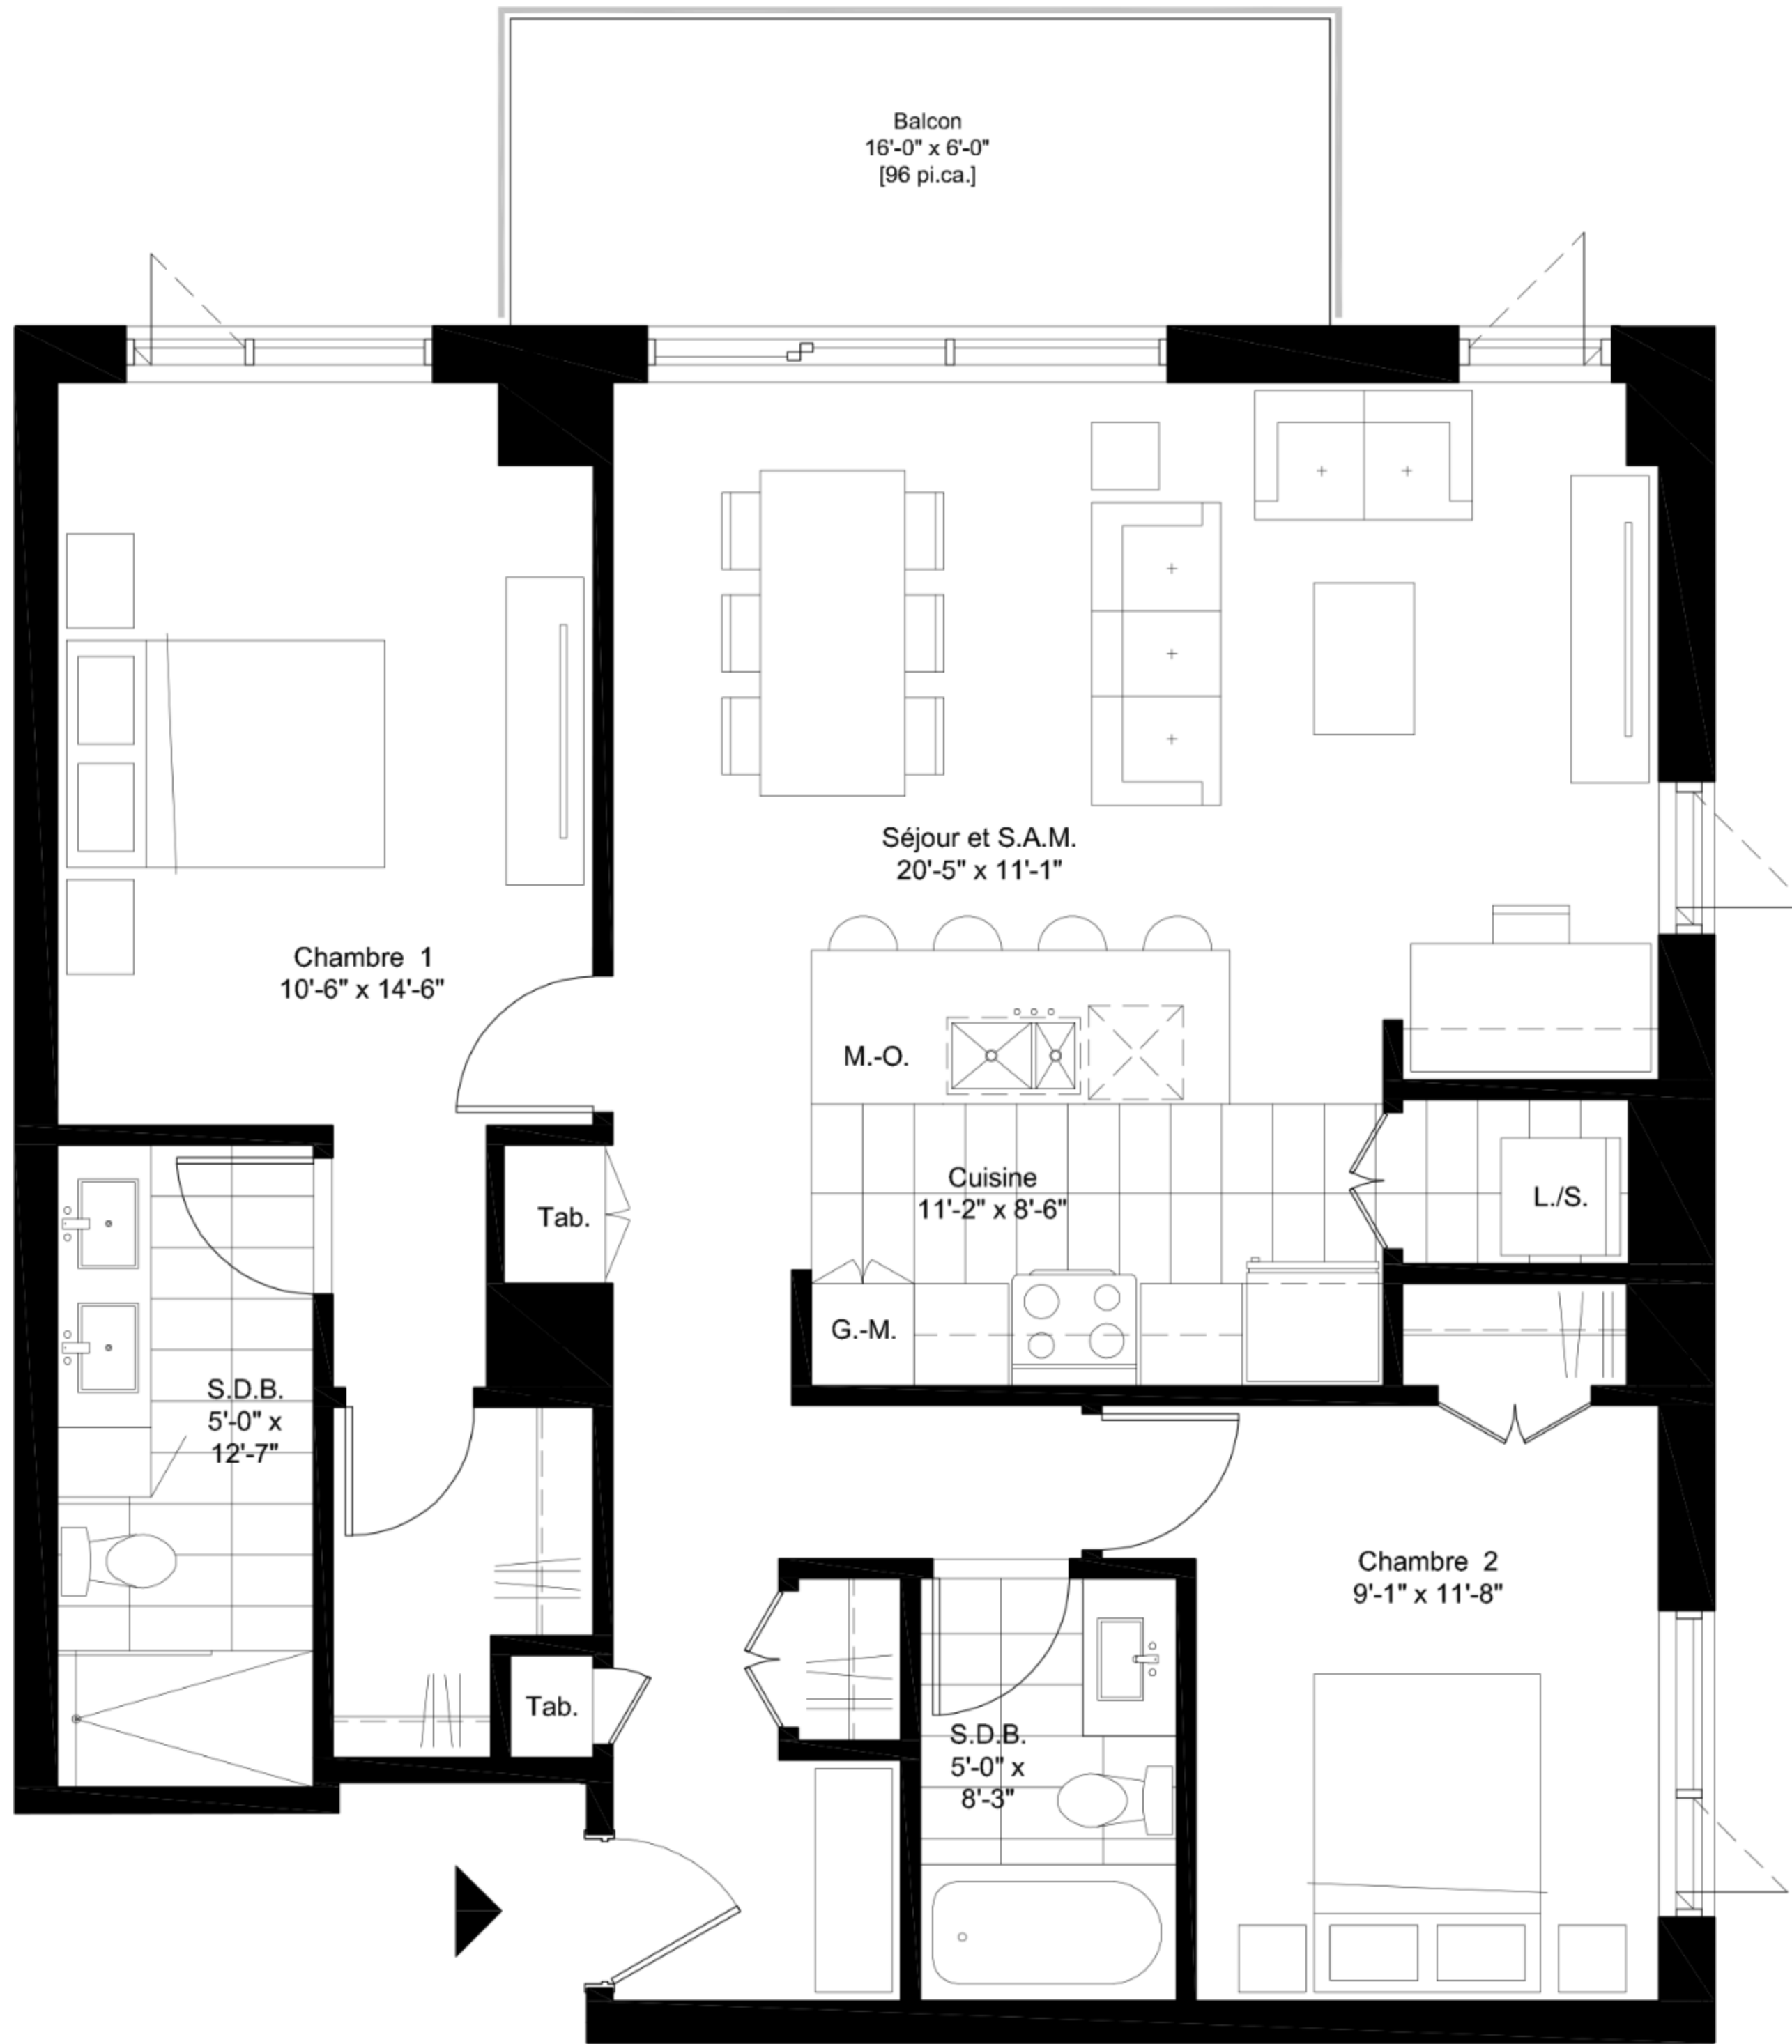 Balcon
16'-0" x 6'-0"
[96 pi.ca.]
Séjour et S.A.M.
20'-5" x 11'-1"
Chambre 1
10'-6" x 14'-6"
M.-O.
Cuisine
11'-2" x 8'-6"
L./S.
Tab.
G.-M.
S.D.B.
5'-0" x
12'-7"
Chambre 2
9'-1" x 11'-8"
Tab.
S.D.B.
5'-0" x
8'-3"